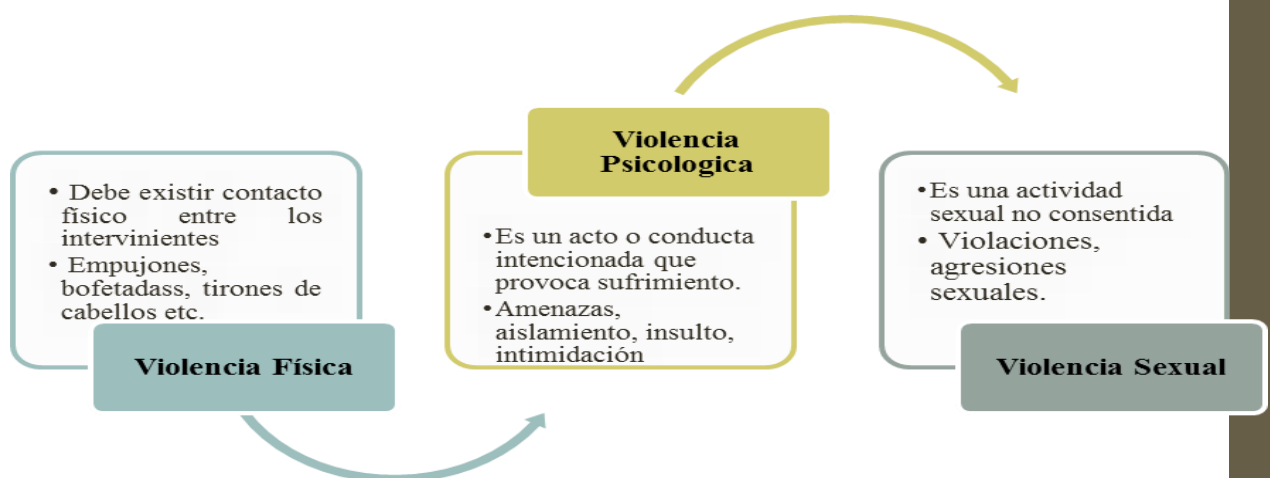 • Debe existir contacto
físico entre los
intervinientes
• Empujones,
bofetadass, tirones de
cabellos etc.
Violencia Física
Violencia
Psicologica
•Es un acto o conducta
intencionada que
provoca sufrimiento.
•Amenazas,
aislamiento, insulto,
intimidación
•Es una actividad
sexual no consentida
• Violaciones,
agresiones
sexuales.
Violencia Sexual